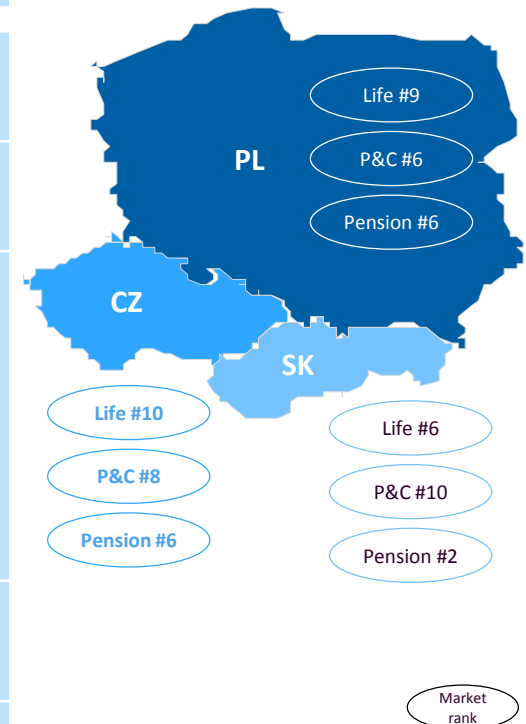 PL
Life #9
P&C #6
Pension #6
CZ
Life #10
P&C #8
Pension #6
SK
Life #6
P&C #10
Pension #2
Market
rank